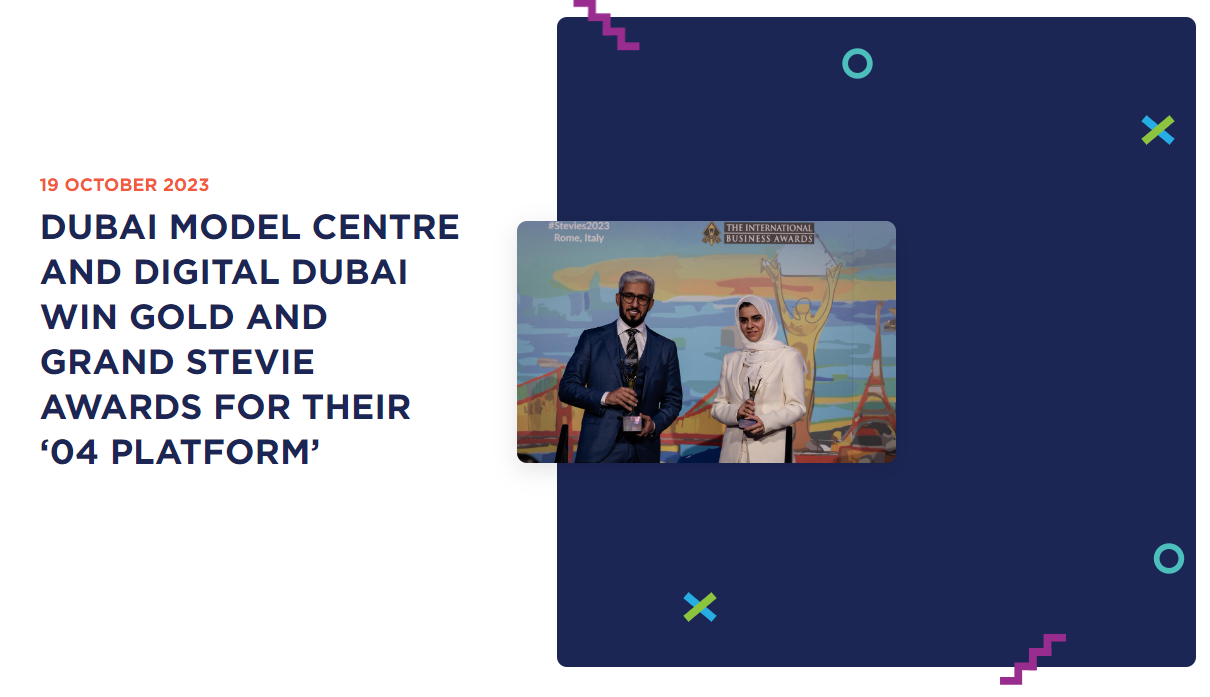 19 OCTOBER 2023
DUBAI MODEL CENTRE
AND DIGITAL DUBAI
WIN GOLD AND
GRAND STEVIE
AWARDS FOR THEIR
‘04 PLATFORM’
#Stevies2023
Rome, Italy
THE INTERNATIONAL
BUSINESS AWARDS